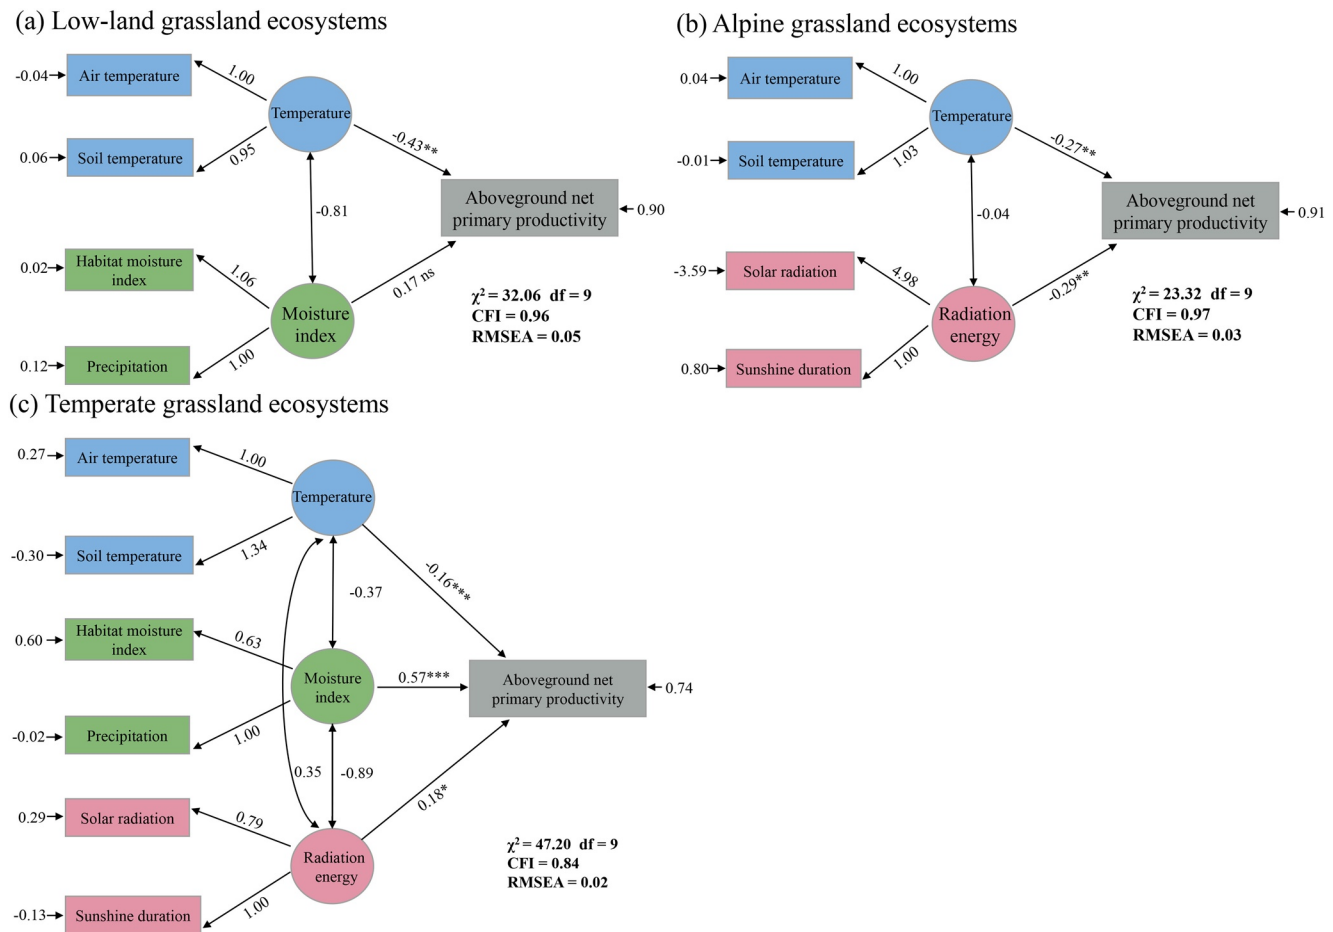 (a) Low-land grassland ecosystems
-0.04
Air temperature
1.00
Temperature
0.06
Soil temperature
0.95
-0.43**
-0.81
Aboveground net
primary productivity
0.90
0.02
Habitat moisture
index
1.06
0.17 ns
Moisture
index
0.12
Precipitation
1.00
χ² = 32.06 df = 9
CFI = 0.96
RMSEA = 0.05
(b) Alpine grassland ecosystems
0.04
Air temperature
1.00
Temperature
-0.01
Soil temperature
1.03
-0.27**
-0.04
Aboveground net
primary productivity
0.91
-3.59
Solar radiation
4.98
-0.29**
Radiation
energy
0.80
Sunshine duration
1.00
χ² = 23.32 df = 9
CFI = 0.97
RMSEA = 0.03
(c) Temperate grassland ecosystems
0.27
Air temperature
1.00
Temperature
-0.30
Soil temperature
1.34
-0.16***
-0.37
0.60
Habitat moisture
index
0.63
Moisture
index
0.57***
Aboveground net
primary productivity
0.74
-0.02
Precipitation
1.00
0.35
-0.89
0.18*
0.29
Solar radiation
0.79
Radiation
energy
-0.13
Sunshine duration
1.00
χ² = 47.20 df = 9
CFI = 0.84
RMSEA = 0.02